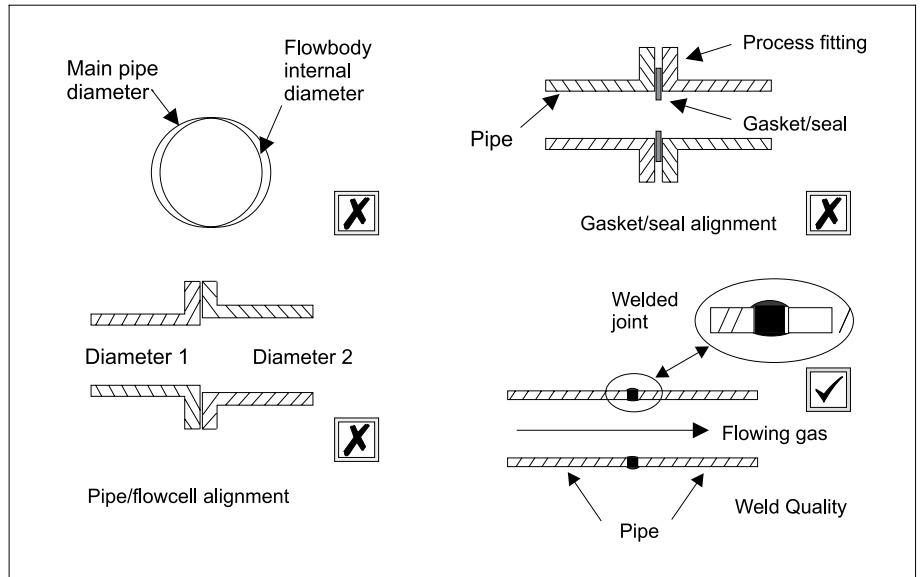 Main pipe
diameter
Flowbody
internal
diameter
Process fitting
Pipe
Gasket/seal
Gasket/seal alignment
Diameter 1
Diameter 2
Pipe/flowcell alignment
Welded
joint
Flowing gas
Pipe
Weld Quality